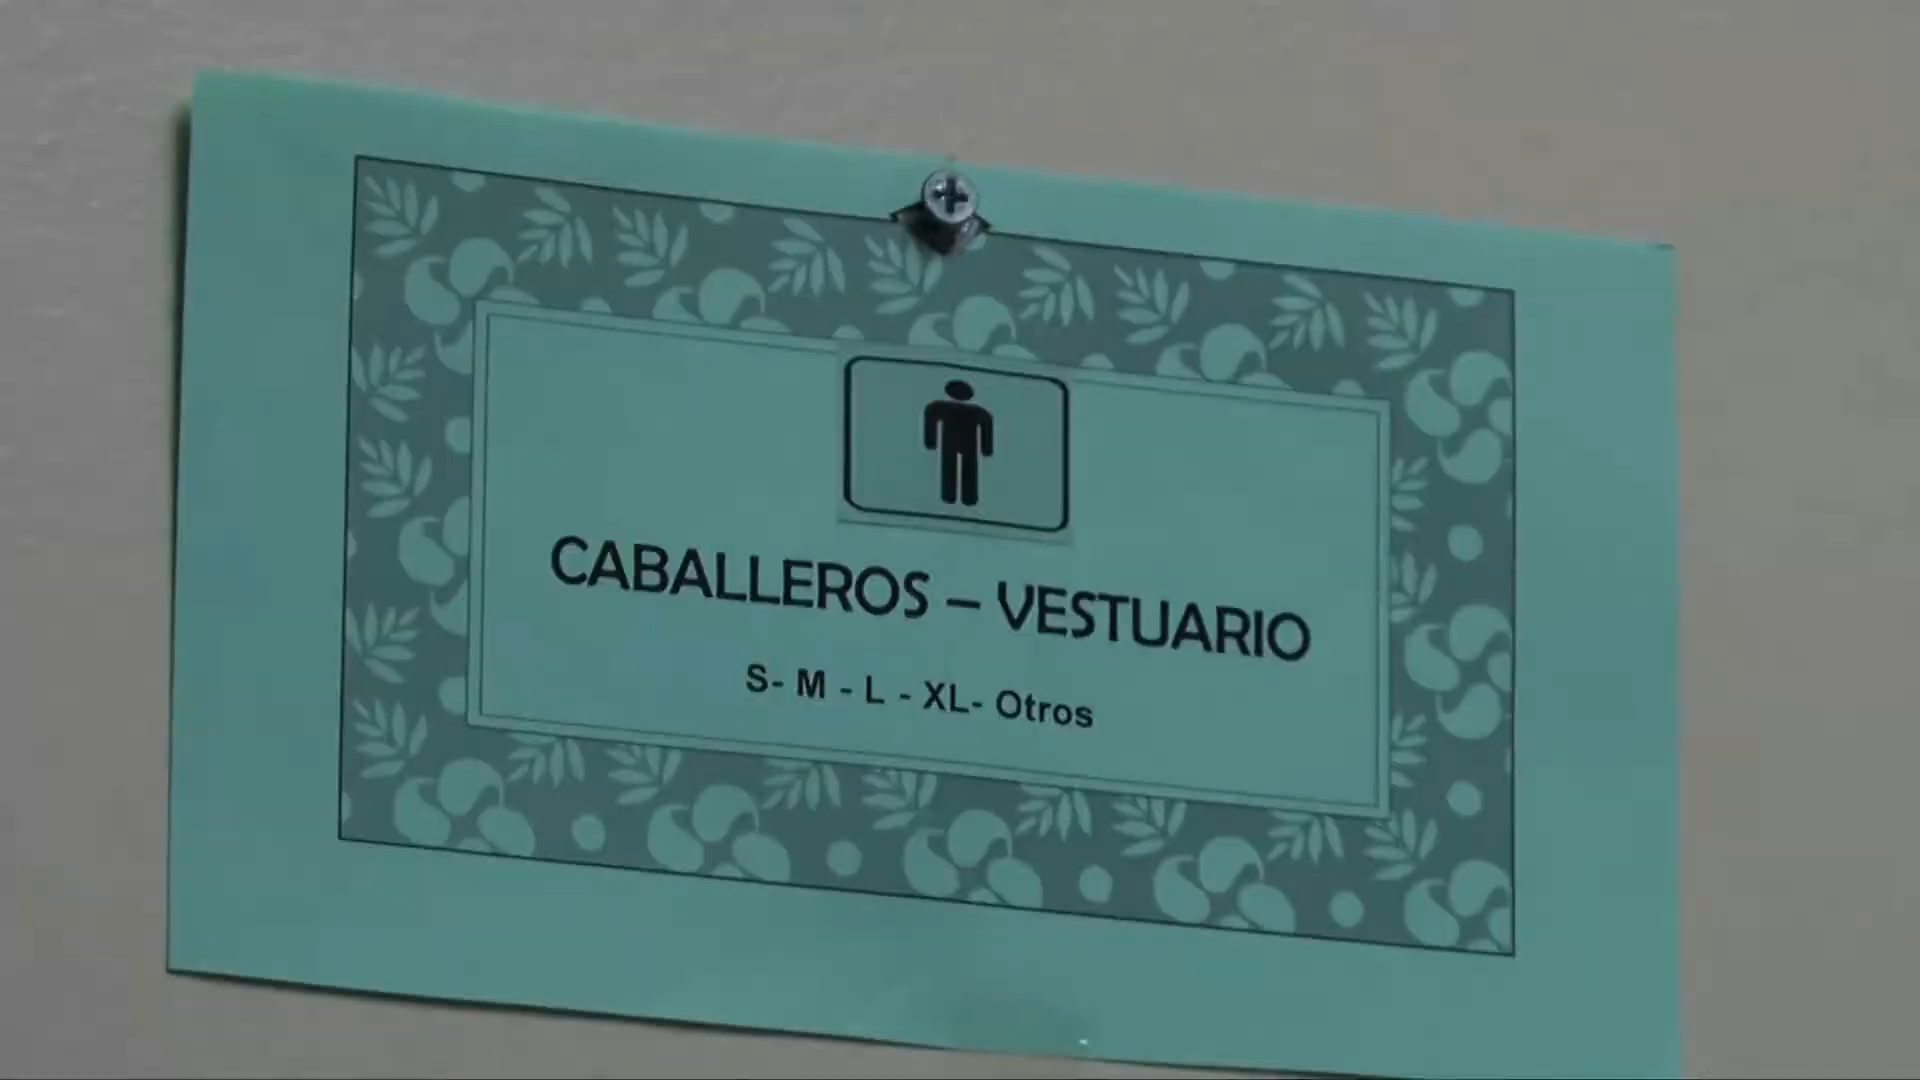 CABALLEROS – VESTUARIO
S- M - L - XL- Otros